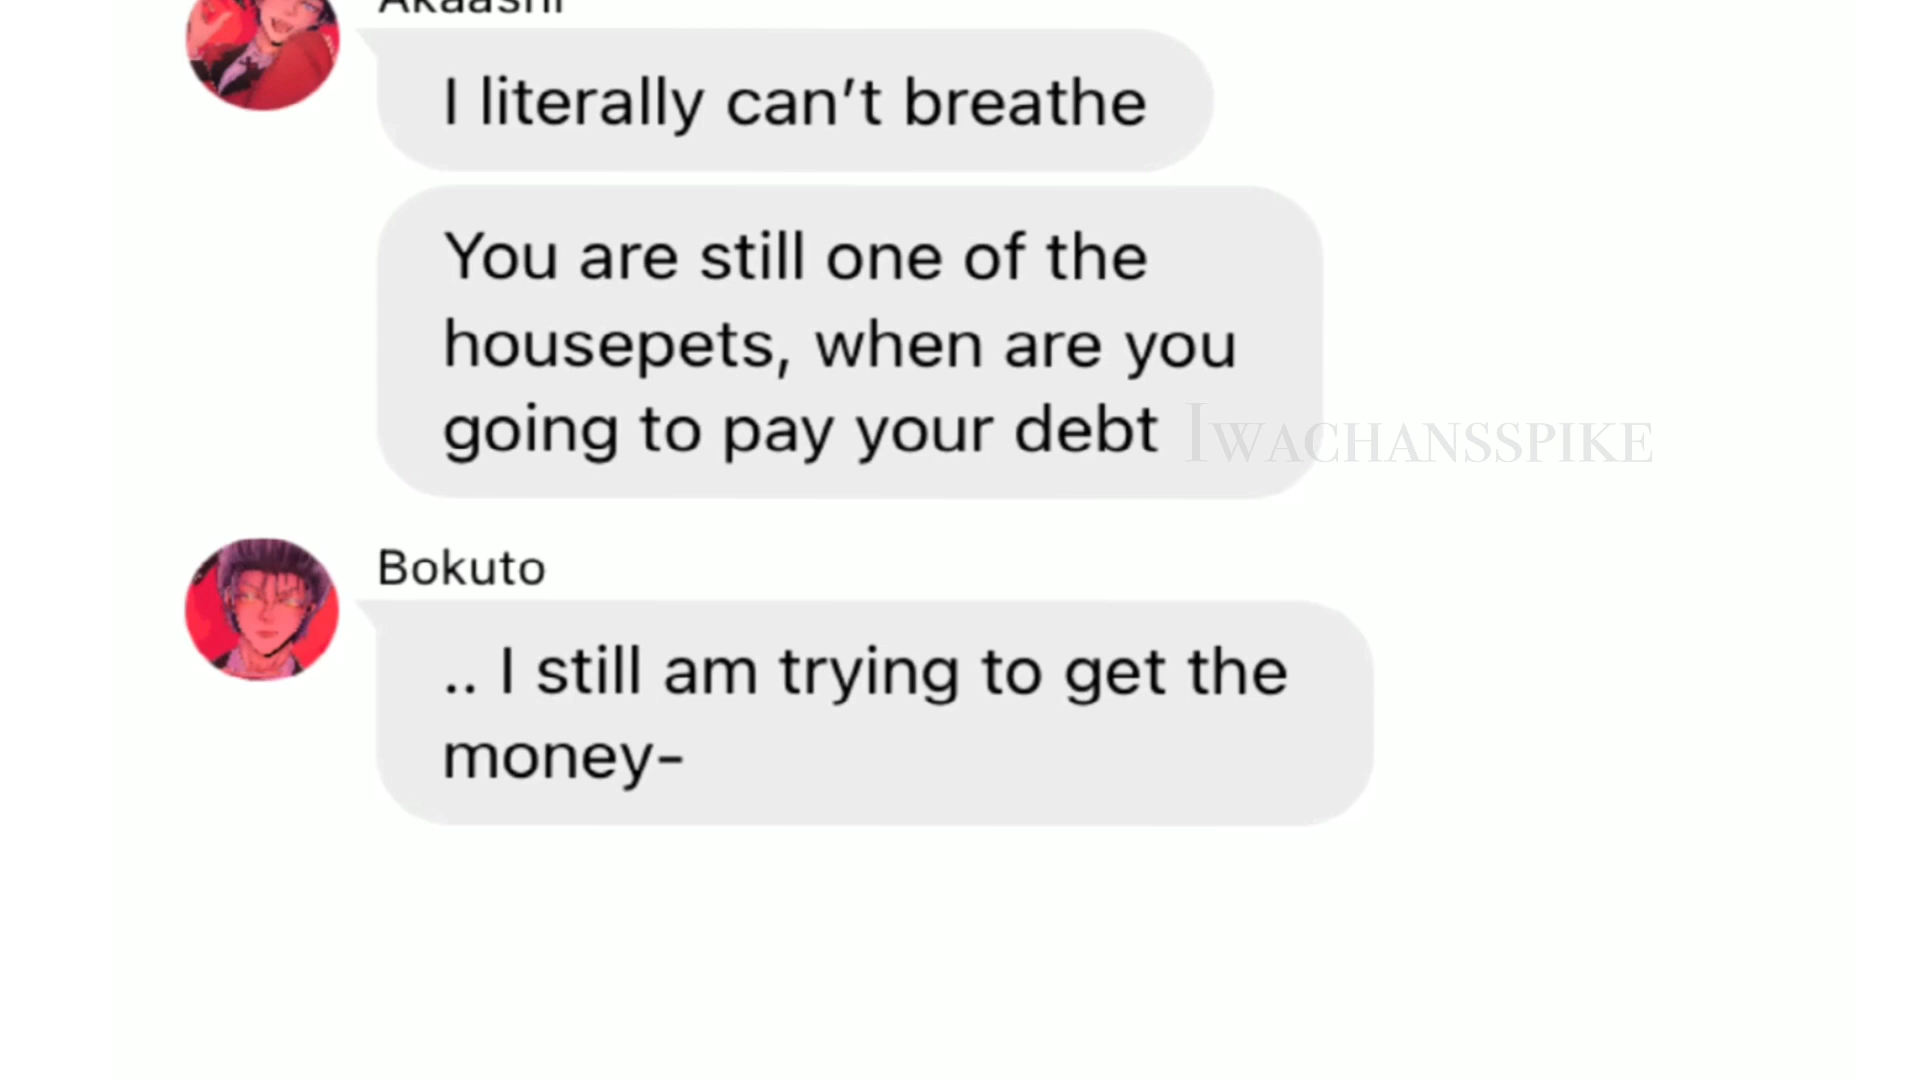 Akaashi
I literally can't breathe
You are still one of the
housepets, when are you
going to pay your debt
IWACHANSSPIKE
Bokuto
.. I still am trying to get the
money-